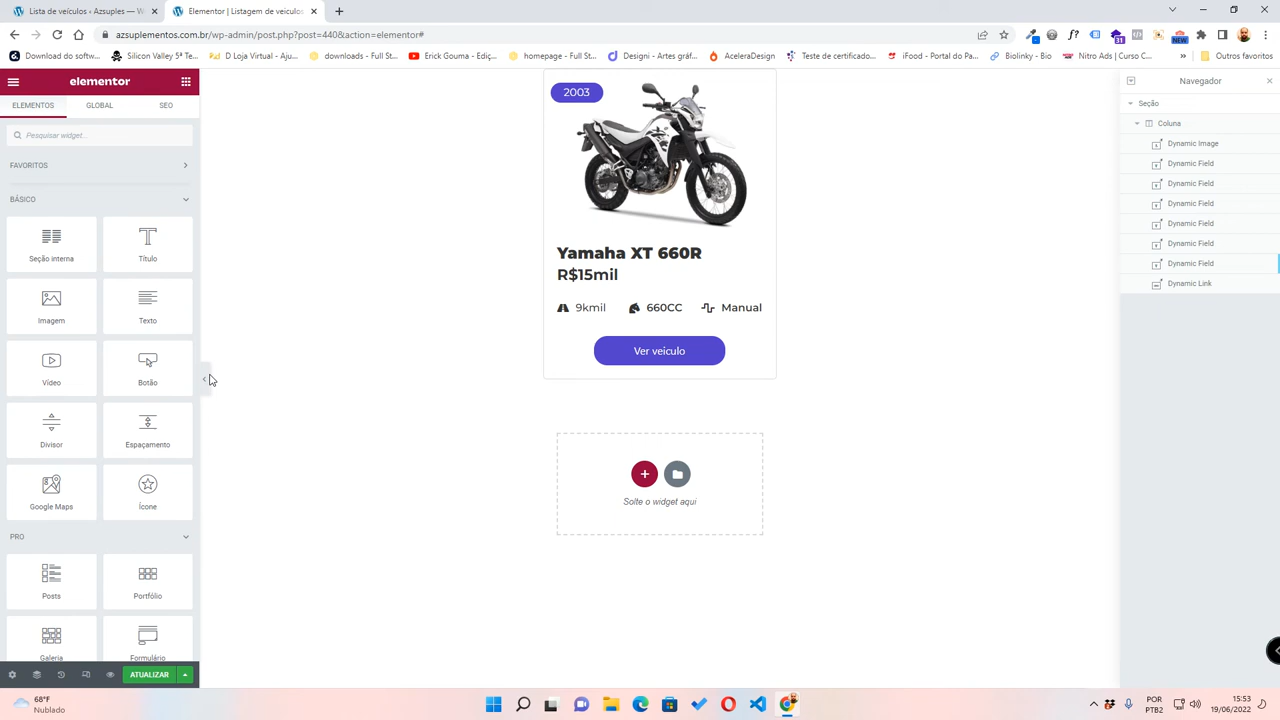 Lista de veículos ‹ Azsuplement — W
Elementor | Listagem de veículos
azsuplementos.com.br/wp-admin/post.php?post=440&action=elementor#
31
NEW
Download do softw...
Silicon Valley 5ª Te...
D Loja Virtual - Ajuw...
downloads - Full St...
Erick Gouma - Disc...
homepage - Full St...
Designi - Artes gráf...
AceleraDesign
Teste de certificado...
iFood - Portal do Pa...
Biolinky - Bio
Nitro Ads | Curso C...
»
Outros favoritos
elementor
ELEMENTOS
GLOBAL
SEO
Pesquisar widget...
FAVORITOS
BÁSICO
Seção interna
Título
Imagem
Texto
Vídeo
Botão
Divisor
Espaçamento
Google Maps
Ícone
PRO
Posts
Portfólio
Galeria
Formulário
ATUALIZAR
2003
Yamaha XT 660R
R$15mil
9kmil
660CC
Manual
Ver veiculo
Solte o widget aqui
Navegador
Seção
Coluna
Dynamic Image
Dynamic Field
Dynamic Field
Dynamic Field
Dynamic Field
Dynamic Field
Dynamic Field
Dynamic Link
68°F
Nublado
POR
PTB2
15:53
19/06/2022